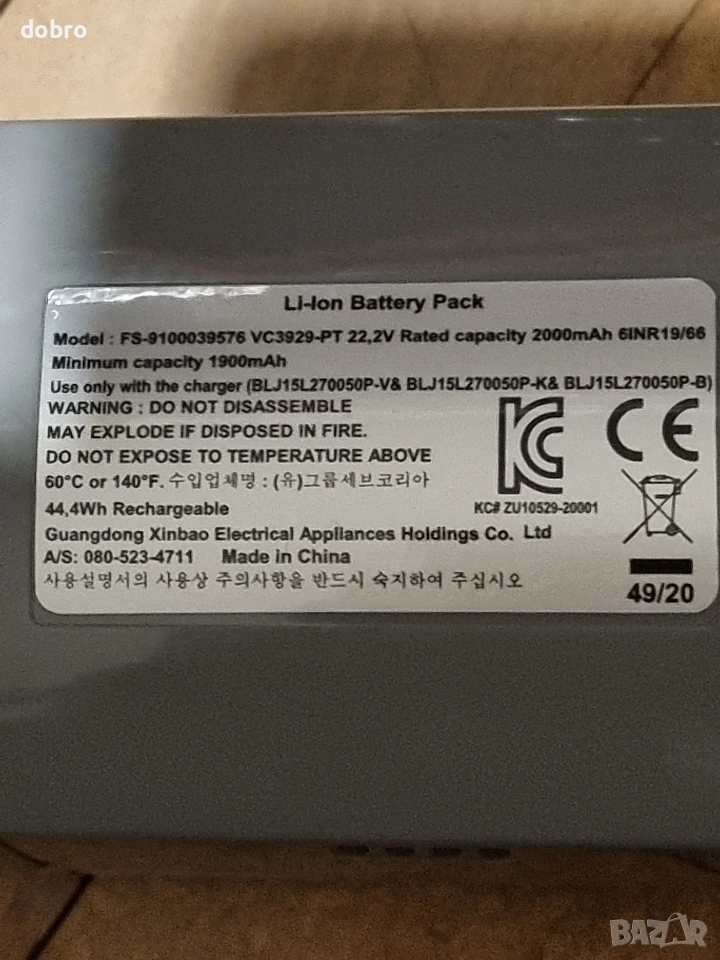 dobro
Li-Ion Battery Pack
Model : FS-9100039576 VC3929-PT 22,2V Rated capacity 2000mAh 6INR19/66
Minimum capacity 1900mAh
Use only with the charger (BLJ15L270050P-V& BLJ15L270050P-K& BLJ15L270050P-B)
WARNING : DO NOT DISASSEMBLE
MAY EXPLODE IF DISPOSED IN FIRE.
DO NOT EXPOSE TO TEMPERATURE ABOVE
60°C or 140°F. 수입업체명 : (유)그룹세브코리아
44,4Wh Rechargeable
KC# ZU10529-20001
Guangdong Xinbao Electrical Appliances Holdings Co. Ltd
A/S: 080-523-4711 Made in China
사용설명서의 사용상 주의사항을 반드시 숙지하여 주십시오
KC
CE
49/20
BAZAR